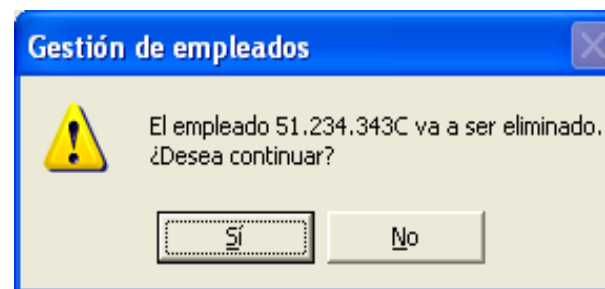 Gestión de empleados
El empleado 51.234.343C va a ser eliminado.
¿Desea continuar?
Sí
No